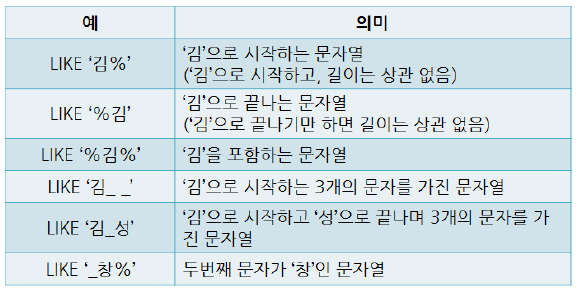 예 의미
LIKE ‘김%’ ‘김’으로 시작하는 문자열
(‘김’으로 시작하고, 길이는 상관 없음)
LIKE ‘%김’ ‘김’으로 끝나는 문자열
(‘김’으로 끝나기만 하면 길이는 상관 없음)
LIKE ‘%김%’ ‘김’을 포함하는 문자열
LIKE ‘김_ _’ ‘김’으로 시작하는 3개의 문자를 가진 문자열
LIKE ‘김_성’ ‘김’으로 시작하고 ‘성’으로 끝나며 3개의 문자를 가
진 문자열
LIKE ‘_창%’ 두번째 문자가 ‘창’인 문자열